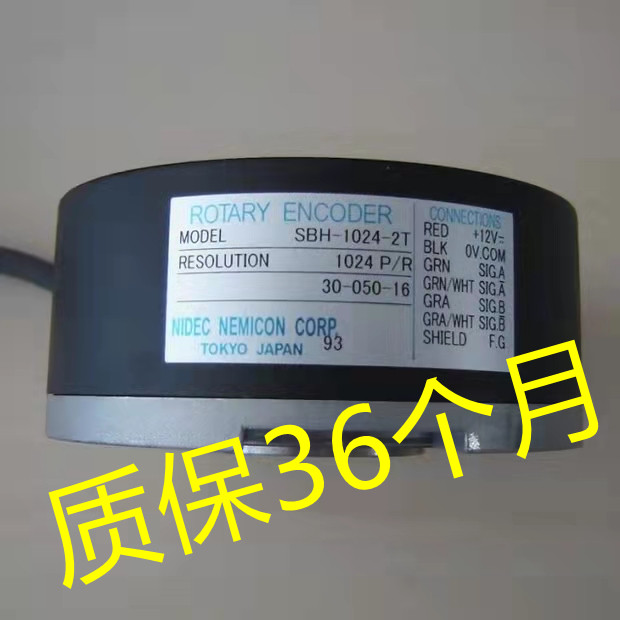 ROTARY ENCODER
MODEL SBH-1024-2T
RESOLUTION 1024 P/R
30-050-16
NIDEC NEMICON CORP.
TOKYO JAPAN 93
CONNECTIONS
RED +12V=
BLK 0V.COM
GRN SIG.A
GRN/WHT SIG.A̅
GRA SIG.B
GRA/WHT SIG.B̅
SHIELD F.G
质保36个月